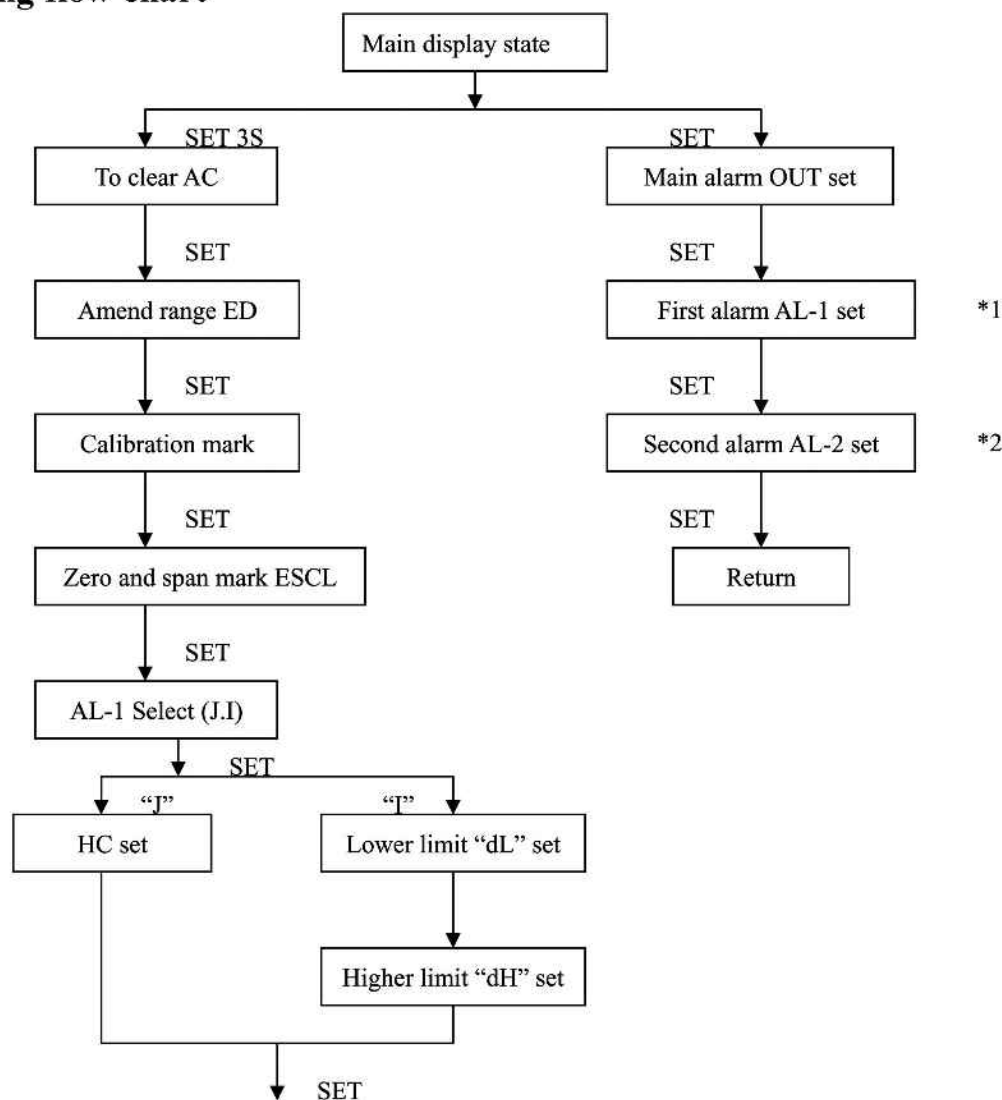 ng flow chart
Main display state
SET 3S SET
To clear AC Main alarm OUT set
SET SET
Amend range ED First alarm AL-1 set *1
SET SET
Calibration mark Second alarm AL-2 set *2
SET SET
Zero and span mark ESCL Return
SET
AL-1 Select (J.I)
SET
“J” “I”
HC set Lower limit “dL” set
Higher limit “dH” set
SET